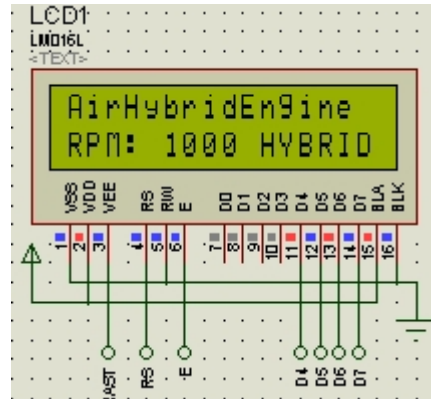 LCD1
LM016L
<TEXT>
AirHybridEngine
RPM: 1000 HYBRID
VSS VDD VEE RS RW E D0 D1 D2 D3 D4 D5 D6 D7 BLA BLK
1 2 3 4 5 6 7 8 9 10 11 12 13 14 15 16
RS E D4 D5 D6 D7